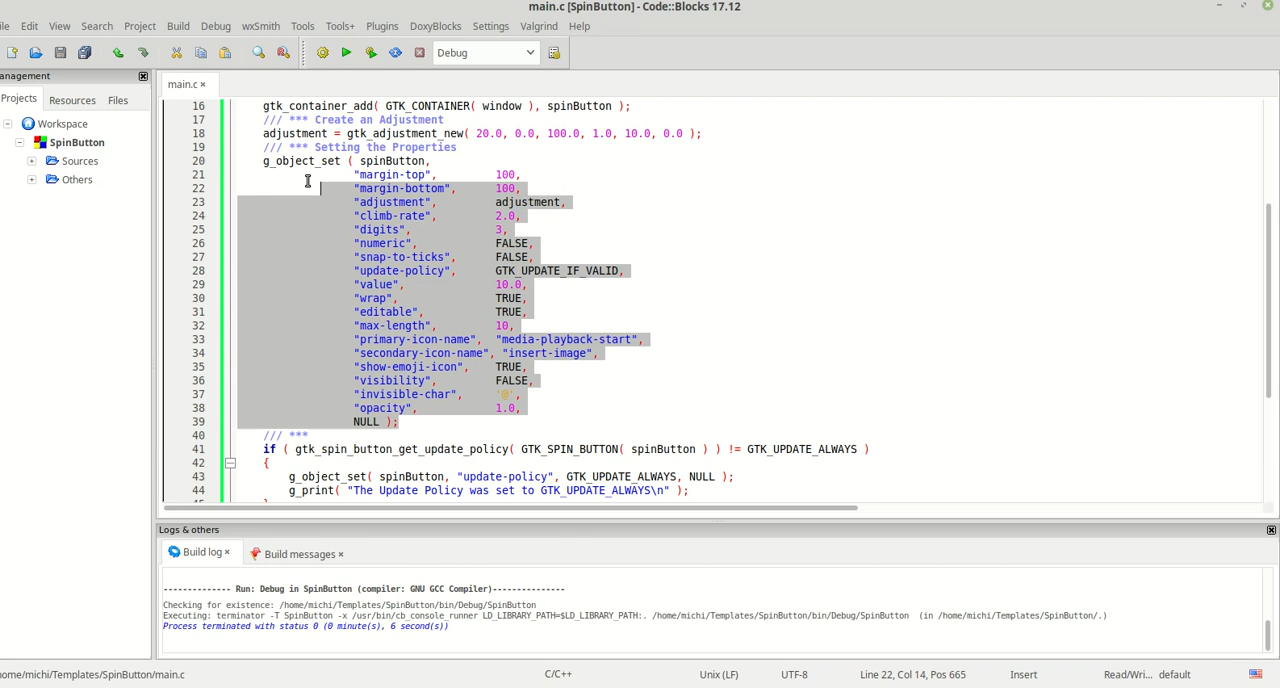 main.c [SpinButton] - Code::Blocks 17.12
ile Edit View Search Project Build Debug wxSmith Tools Tools+ Plugins DoxyBlocks Settings Valgrind Help
Debug
anagement
Projects Resources Files
Workspace
SpinButton
Sources
Others
main.c
16 gtk_container_add( GTK_CONTAINER( window ), spinButton );
17 /// *** Create an Adjustment
18 adjustment = gtk_adjustment_new( 20.0, 0.0, 100.0, 1.0, 10.0, 0.0 );
19 /// *** Setting the Properties
20 g_object_set ( spinButton,
21 "margin-top", 100,
22 "margin-bottom", 100,
23 "adjustment", adjustment,
24 "climb-rate", 2.0,
25 "digits", 3,
26 "numeric", FALSE,
27 "snap-to-ticks", FALSE,
28 "update-policy", GTK_UPDATE_IF_VALID,
29 "value", 10.0,
30 "wrap", TRUE,
31 "editable", TRUE,
32 "max-length", 10,
33 "primary-icon-name", "media-playback-start",
34 "secondary-icon-name", "insert-image",
35 "show-emoji-icon", TRUE,
36 "visibility", FALSE,
37 "invisible-char", '@',
38 "opacity", 1.0,
39 NULL );
40 /// ***
41 if ( gtk_spin_button_get_update_policy( GTK_SPIN_BUTTON( spinButton ) ) != GTK_UPDATE_ALWAYS )
42 {
43 g_object_set( spinButton, "update-policy", GTK_UPDATE_ALWAYS, NULL );
44 g_print( "The Update Policy was set to GTK_UPDATE_ALWAYS\n" );
Logs & others
Build log Build messages
-------------- Run: Debug in SpinButton (compiler: GNU GCC Compiler)---------------
Checking for existence: /home/michi/Templates/SpinButton/bin/Debug/SpinButton
Executing: terminator -T SpinButton -x /usr/bin/cb_console_runner LD_LIBRARY_PATH=$LD_LIBRARY_PATH:. /home/michi/Templates/SpinButton/bin/Debug/SpinButton (in /home/michi/Templates/SpinButton/.)
Process terminated with status 0 (0 minute(s), 6 second(s))
ome/michi/Templates/SpinButton/main.c C/C++ Unix (LF) UTF-8 Line 22, Col 14, Pos 665 Insert Read/Wri... default